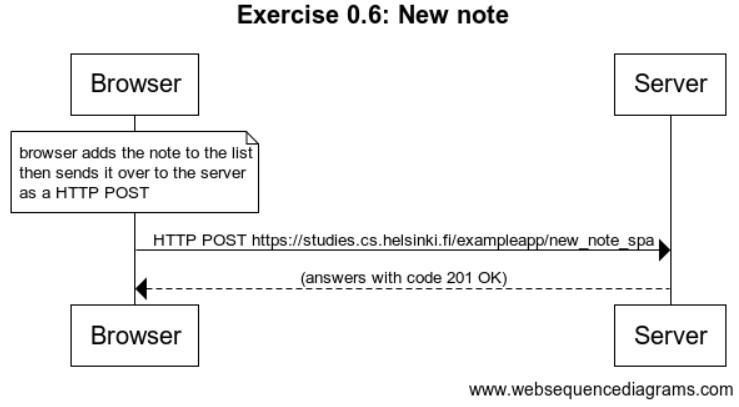 Exercise 0.6: New note
Browser
Server
browser adds the note to the list
then sends it over to the server
as a HTTP POST
HTTP POST https://studies.cs.helsinki.fi/exampleapp/new_note_spa
(answers with code 201 OK)
Browser
Server
www.websequencediagrams.com